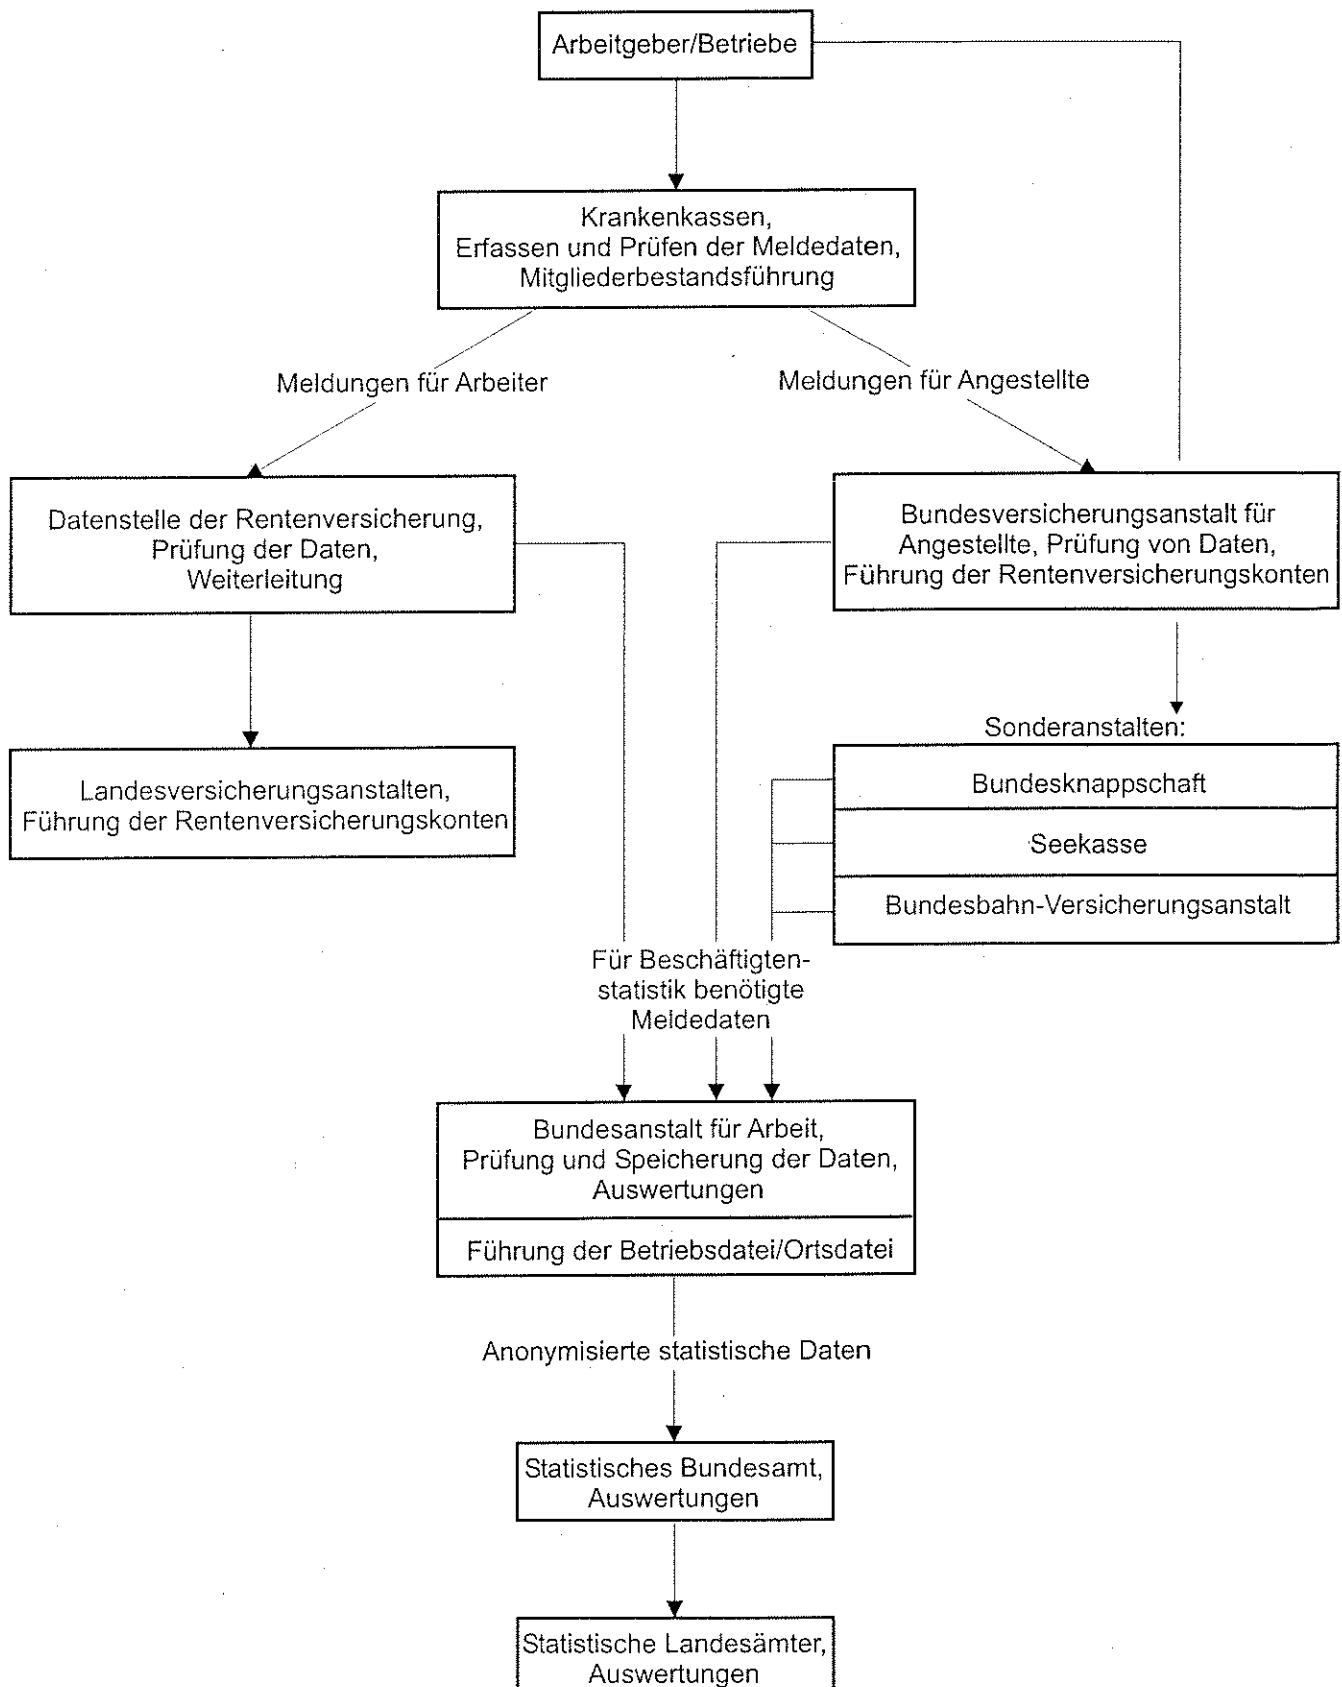 Arbeitgeber/Betriebe
Krankenkassen,
Erfassen und Prüfen der Meldedaten,
Mitgliederbestandsführung
Meldungen für Arbeiter
Meldungen für Angestellte
Datenstelle der Rentenversicherung,
Prüfung der Daten,
Weiterleitung
Bundesversicherungsanstalt für
Angestellte, Prüfung von Daten,
Führung der Rentenversicherungskonten
Landesversicherungsanstalten,
Führung der Rentenversicherungskonten
Sonderanstalten:
Bundesknappschaft
Seekasse
Bundesbahn-Versicherungsanstalt
Für Beschäftigten-
statistik benötigte
Meldedaten
Bundesanstalt für Arbeit,
Prüfung und Speicherung der Daten,
Auswertungen
Führung der Betriebsdatei/Ortsdatei
Anonymisierte statistische Daten
Statistisches Bundesamt,
Auswertungen
Statistische Landesämter,
Auswertungen